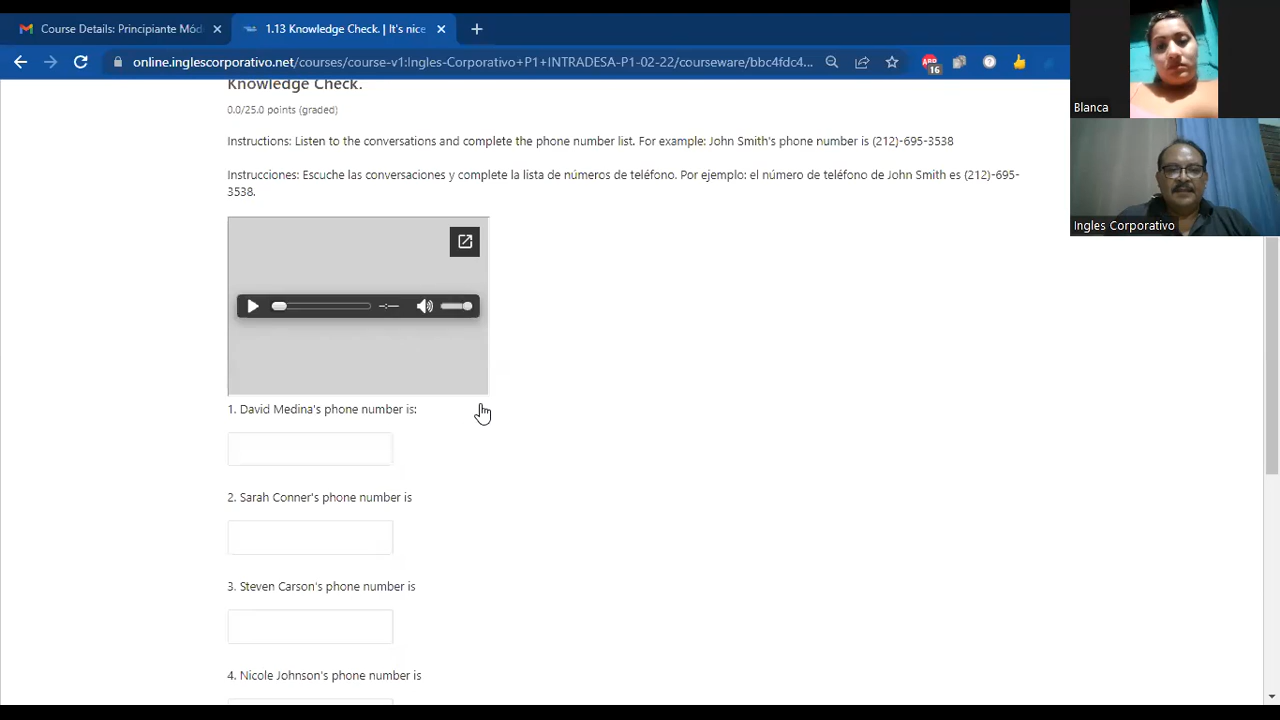 Course Details: Principiante Mód
1.13 Knowledge Check. | It's nice
online.inglescorporativo.net/courses/course-v1:Ingles-Corporativo+P1+INTRADESA-P1-02-22/courseware/bbc4fdc4...
ABP
16
Blanca
Ingles Corporativo
Knowledge Check.
0.0/25.0 points (graded)
Instructions: Listen to the conversations and complete the phone number list. For example: John Smith's phone number is (212)-695-3538
Instrucciones: Escuche las conversaciones y complete la lista de números de teléfono. Por ejemplo: el número de teléfono de John Smith es (212)-695-
3538.
-:--
1. David Medina's phone number is:
2. Sarah Conner's phone number is
3. Steven Carson's phone number is
4. Nicole Johnson's phone number is